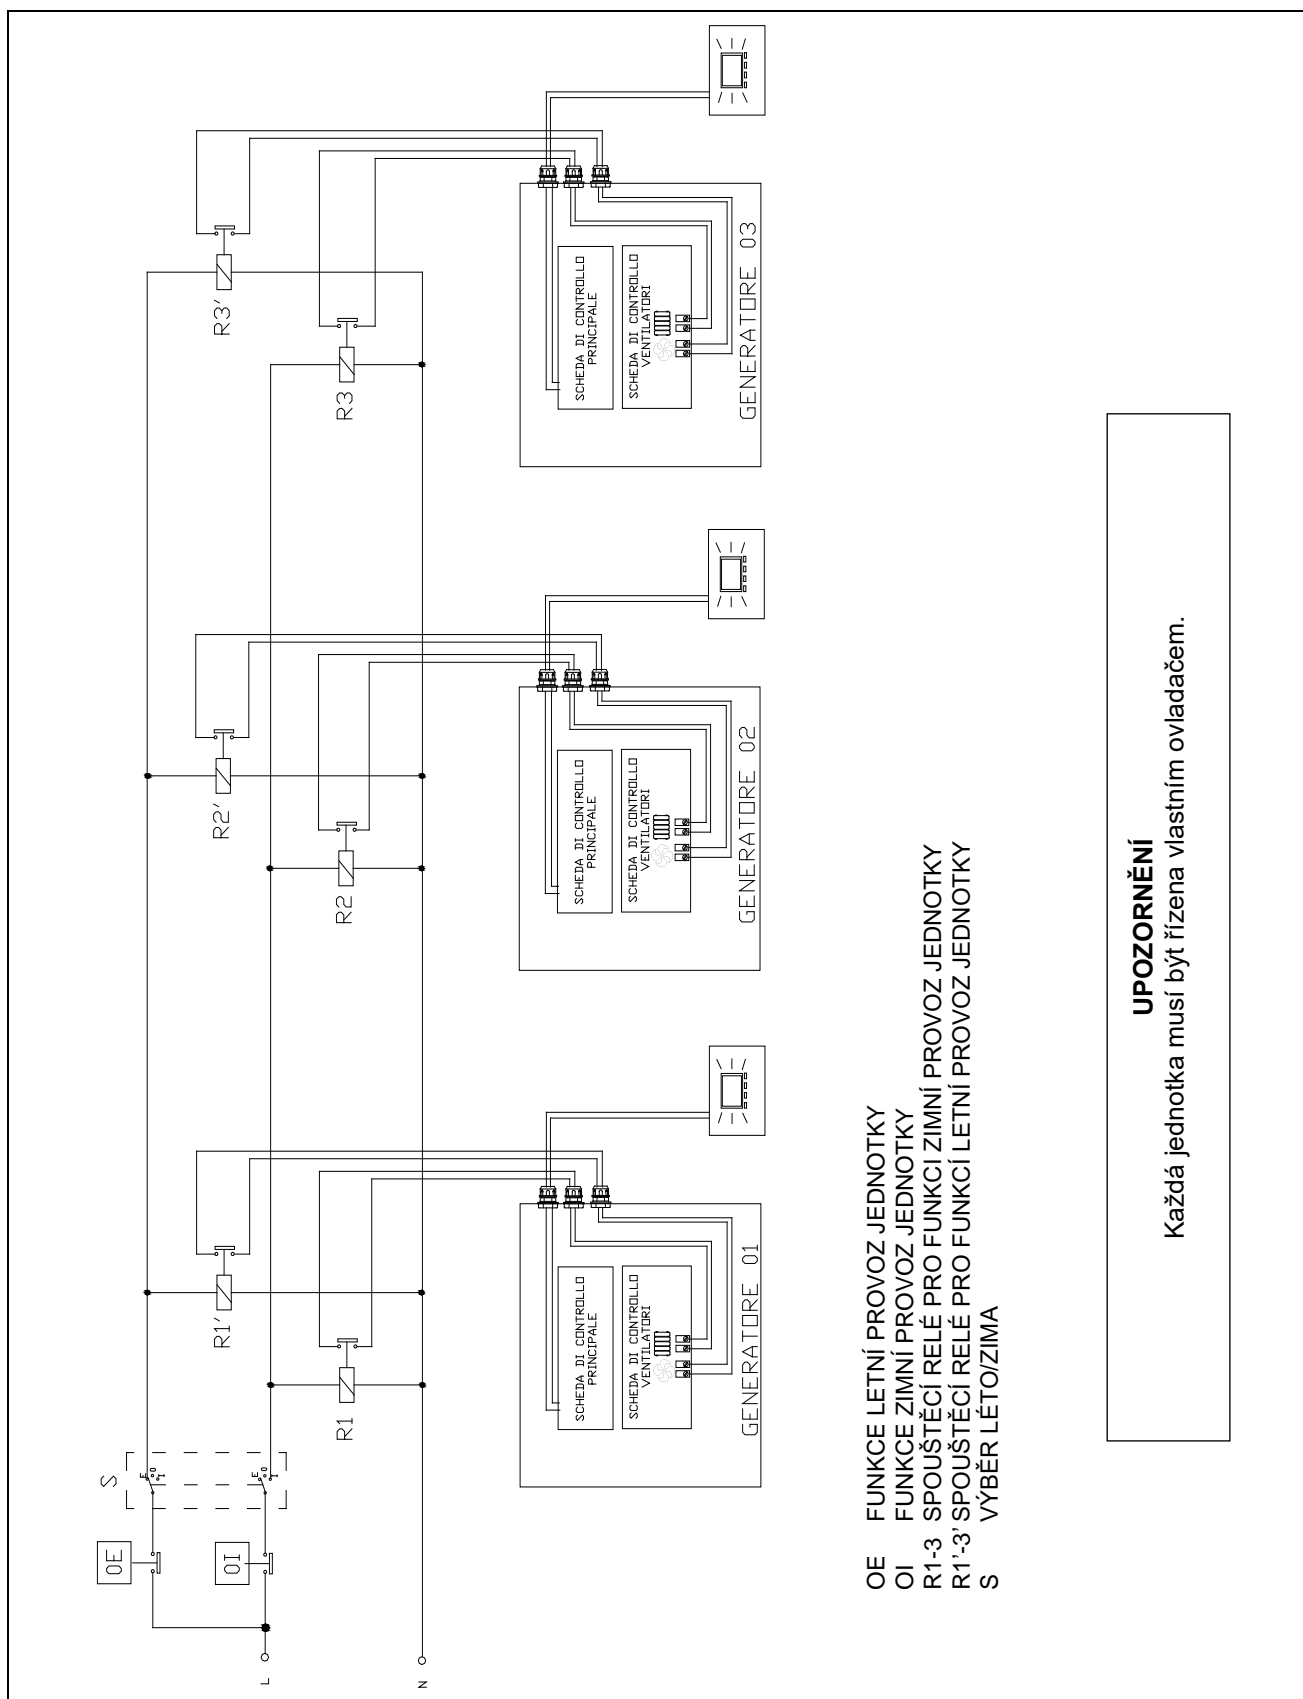 L
N
OE
OI
S
E
O
I
E
O
I
R1
R1'
R2
R2'
R3
R3'
SCHEDA DI CONTROLLO
PRINCIPALE
SCHEDA DI CONTROLLO
VENTILATORI
GENERATORE 01
SCHEDA DI CONTROLLO
PRINCIPALE
SCHEDA DI CONTROLLO
VENTILATORI
GENERATORE 02
SCHEDA DI CONTROLLO
PRINCIPALE
SCHEDA DI CONTROLLO
VENTILATORI
GENERATORE 03
OE FUNKCE LETNÍ PROVOZ JEDNOTKY
OI FUNKCE ZIMNÍ PROVOZ JEDNOTKY
R1-3 SPOUŠTĚCÍ RELÉ PRO FUNKCI ZIMNÍ PROVOZ JEDNOTKY
R1'-3' SPOUŠTĚCÍ RELÉ PRO FUNKCÍ LETNÍ PROVOZ JEDNOTKY
S VÝBĚR LÉTO/ZIMA
UPOZORNĚNÍ
Každá jednotka musí být řízena vlastním ovladačem.